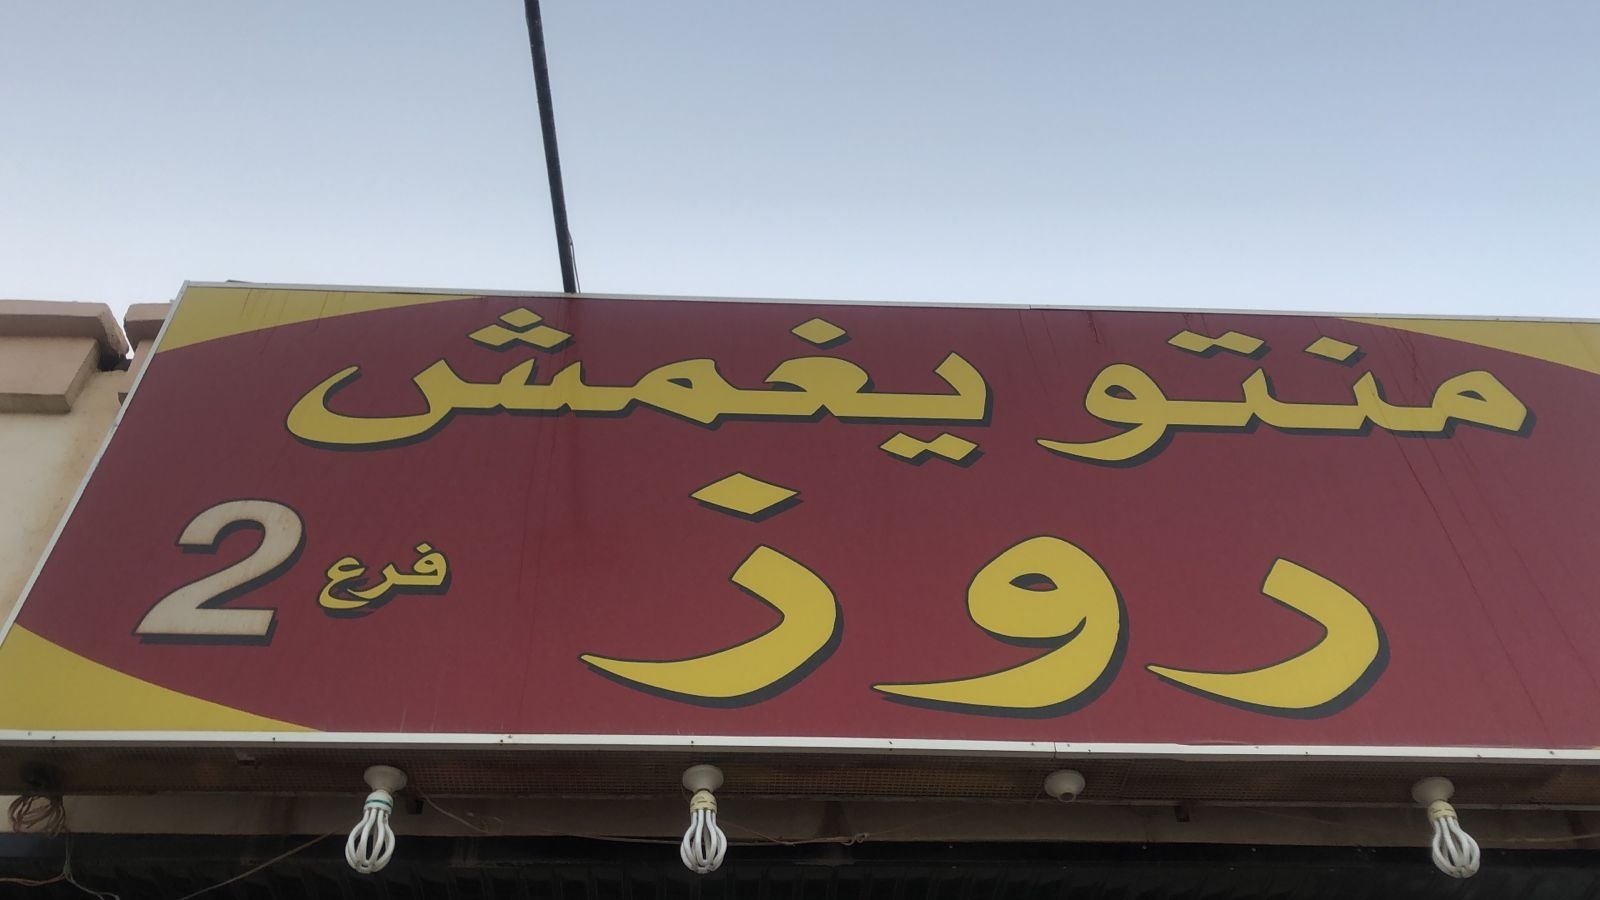 منتو يغمش
روز
فرع 2